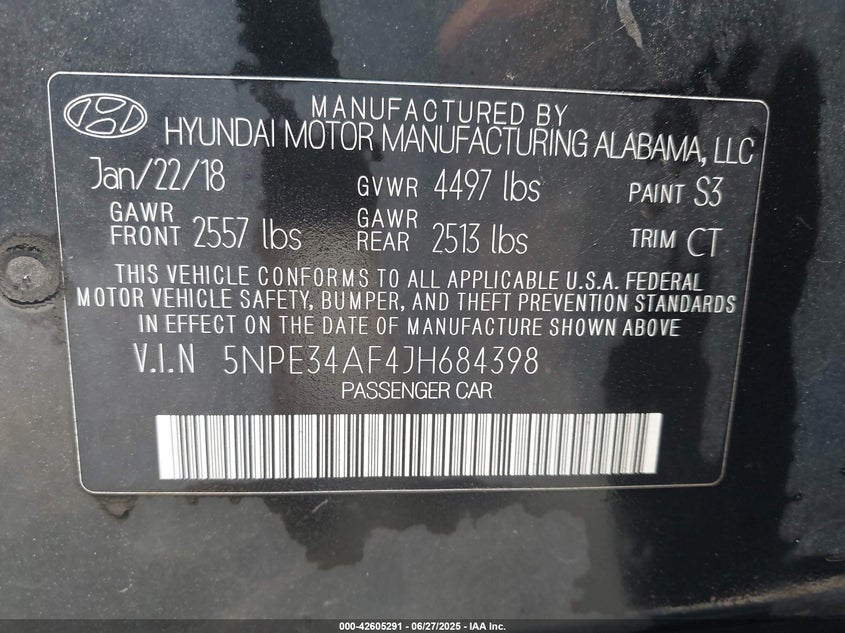 MANUFACTURED BY
HYUNDAI MOTOR MANUFACTURING ALABAMA, LLC
Jan/22/18 GVWR 4497 lbs PAINT S3
GAWR FRONT 2557 lbs GAWR REAR 2513 lbs TRIM CT
THIS VEHICLE CONFORMS TO ALL APPLICABLE U.S.A. FEDERAL
MOTOR VEHICLE SAFETY, BUMPER, AND THEFT PREVENTION STANDARDS
IN EFFECT ON THE DATE OF MANUFACTURE SHOWN ABOVE
V.I.N 5NPE34AF4JH684398
PASSENGER CAR
000-42605291 - 06/27/2025 - IAA Inc.